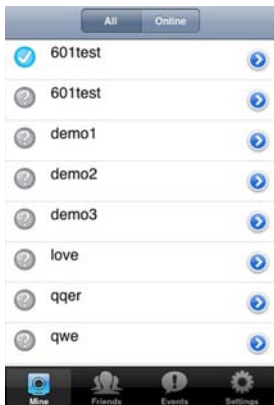 All Online
601test
601test
demo1
demo2
demo3
love
qqer
qwe
Mine Friends Events Settings